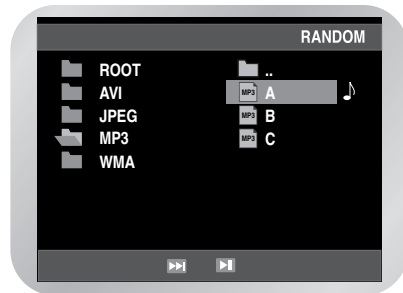 RANDOM
ROOT
AVI
JPEG
MP3
WMA
..
MP3 A
MP3 B
MP3 C